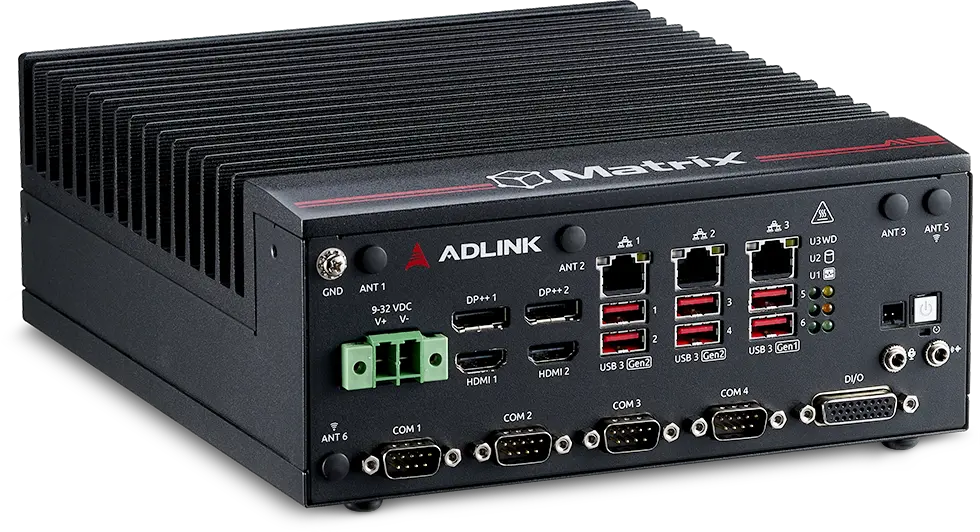 Matrix
AI
ADLINK
GND
ANT 1
ANT 2
1
2
3
U3 WD
U2
U1
ANT 3
ANT 5
9-32 VDC
V+ V-
DP++ 1
DP++ 2
1
2
3
4
5
6
HDMI 1
HDMI 2
USB 3 Gen2
USB 3 Gen2
USB 3 Gen1
ANT 6
COM 1
COM 2
COM 3
COM 4
DI/O